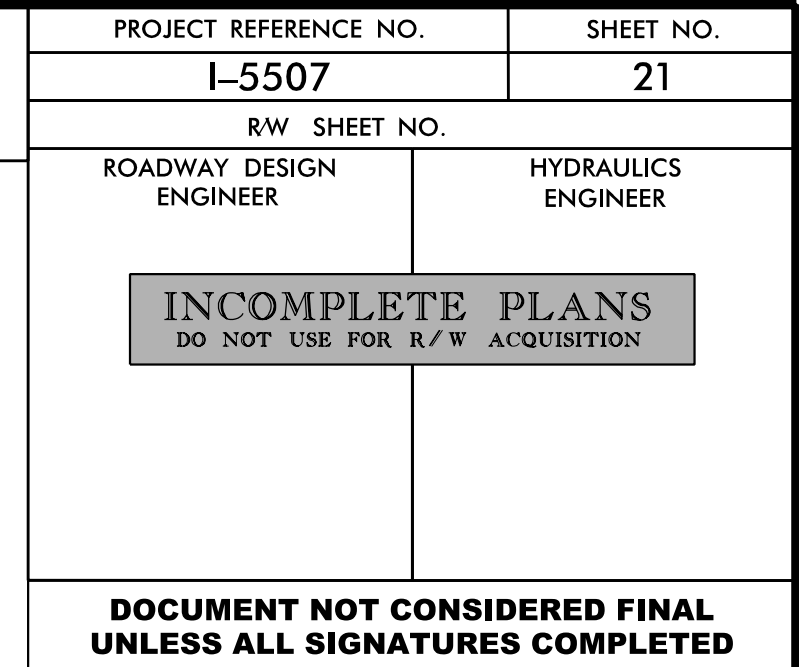 PROJECT REFERENCE NO.
SHEET NO.
I–5507
21
R/W SHEET NO.
ROADWAY DESIGN
ENGINEER
HYDRAULICS
ENGINEER
INCOMPLETE PLANS
DO NOT USE FOR R/W ACQUISITION
DOCUMENT NOT CONSIDERED FINAL
UNLESS ALL SIGNATURES COMPLETED